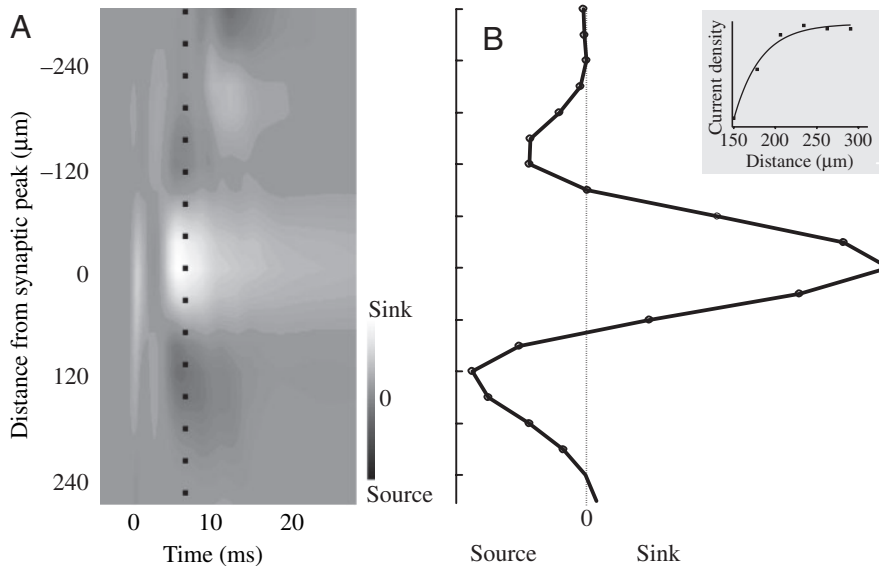 A
Distance from synaptic peak (µm)
–240
–120
0
120
240
0
10
20
Time (ms)
Sink
0
Source
B
0
Source
Sink
Current density
150
200
250
300
Distance (µm)